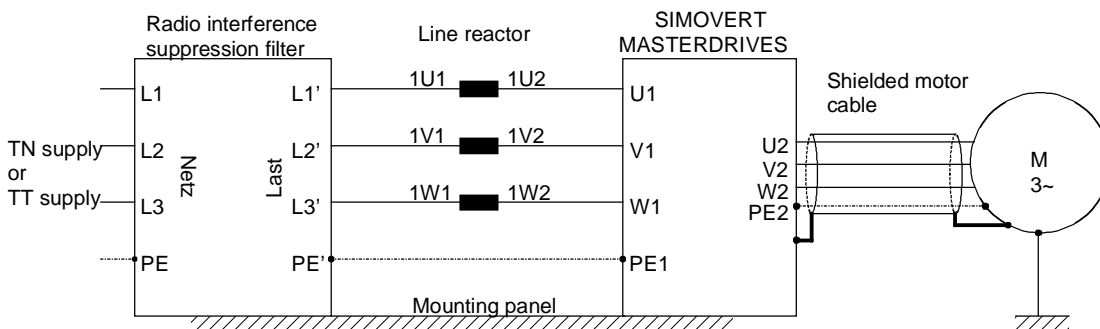 Radio interference
suppression filter
Line reactor
SIMOVERT
MASTERDRIVES
Shielded motor
cable
TN supply
or
TT supply
L1
L2
L3
PE
Netz
Last
L1’
L2’
L3’
PE’
1U1
1U2
1V1
1V2
1W1
1W2
U1
V1
W1
PE1
U2
V2
W2
PE2
M
3~
Mounting panel